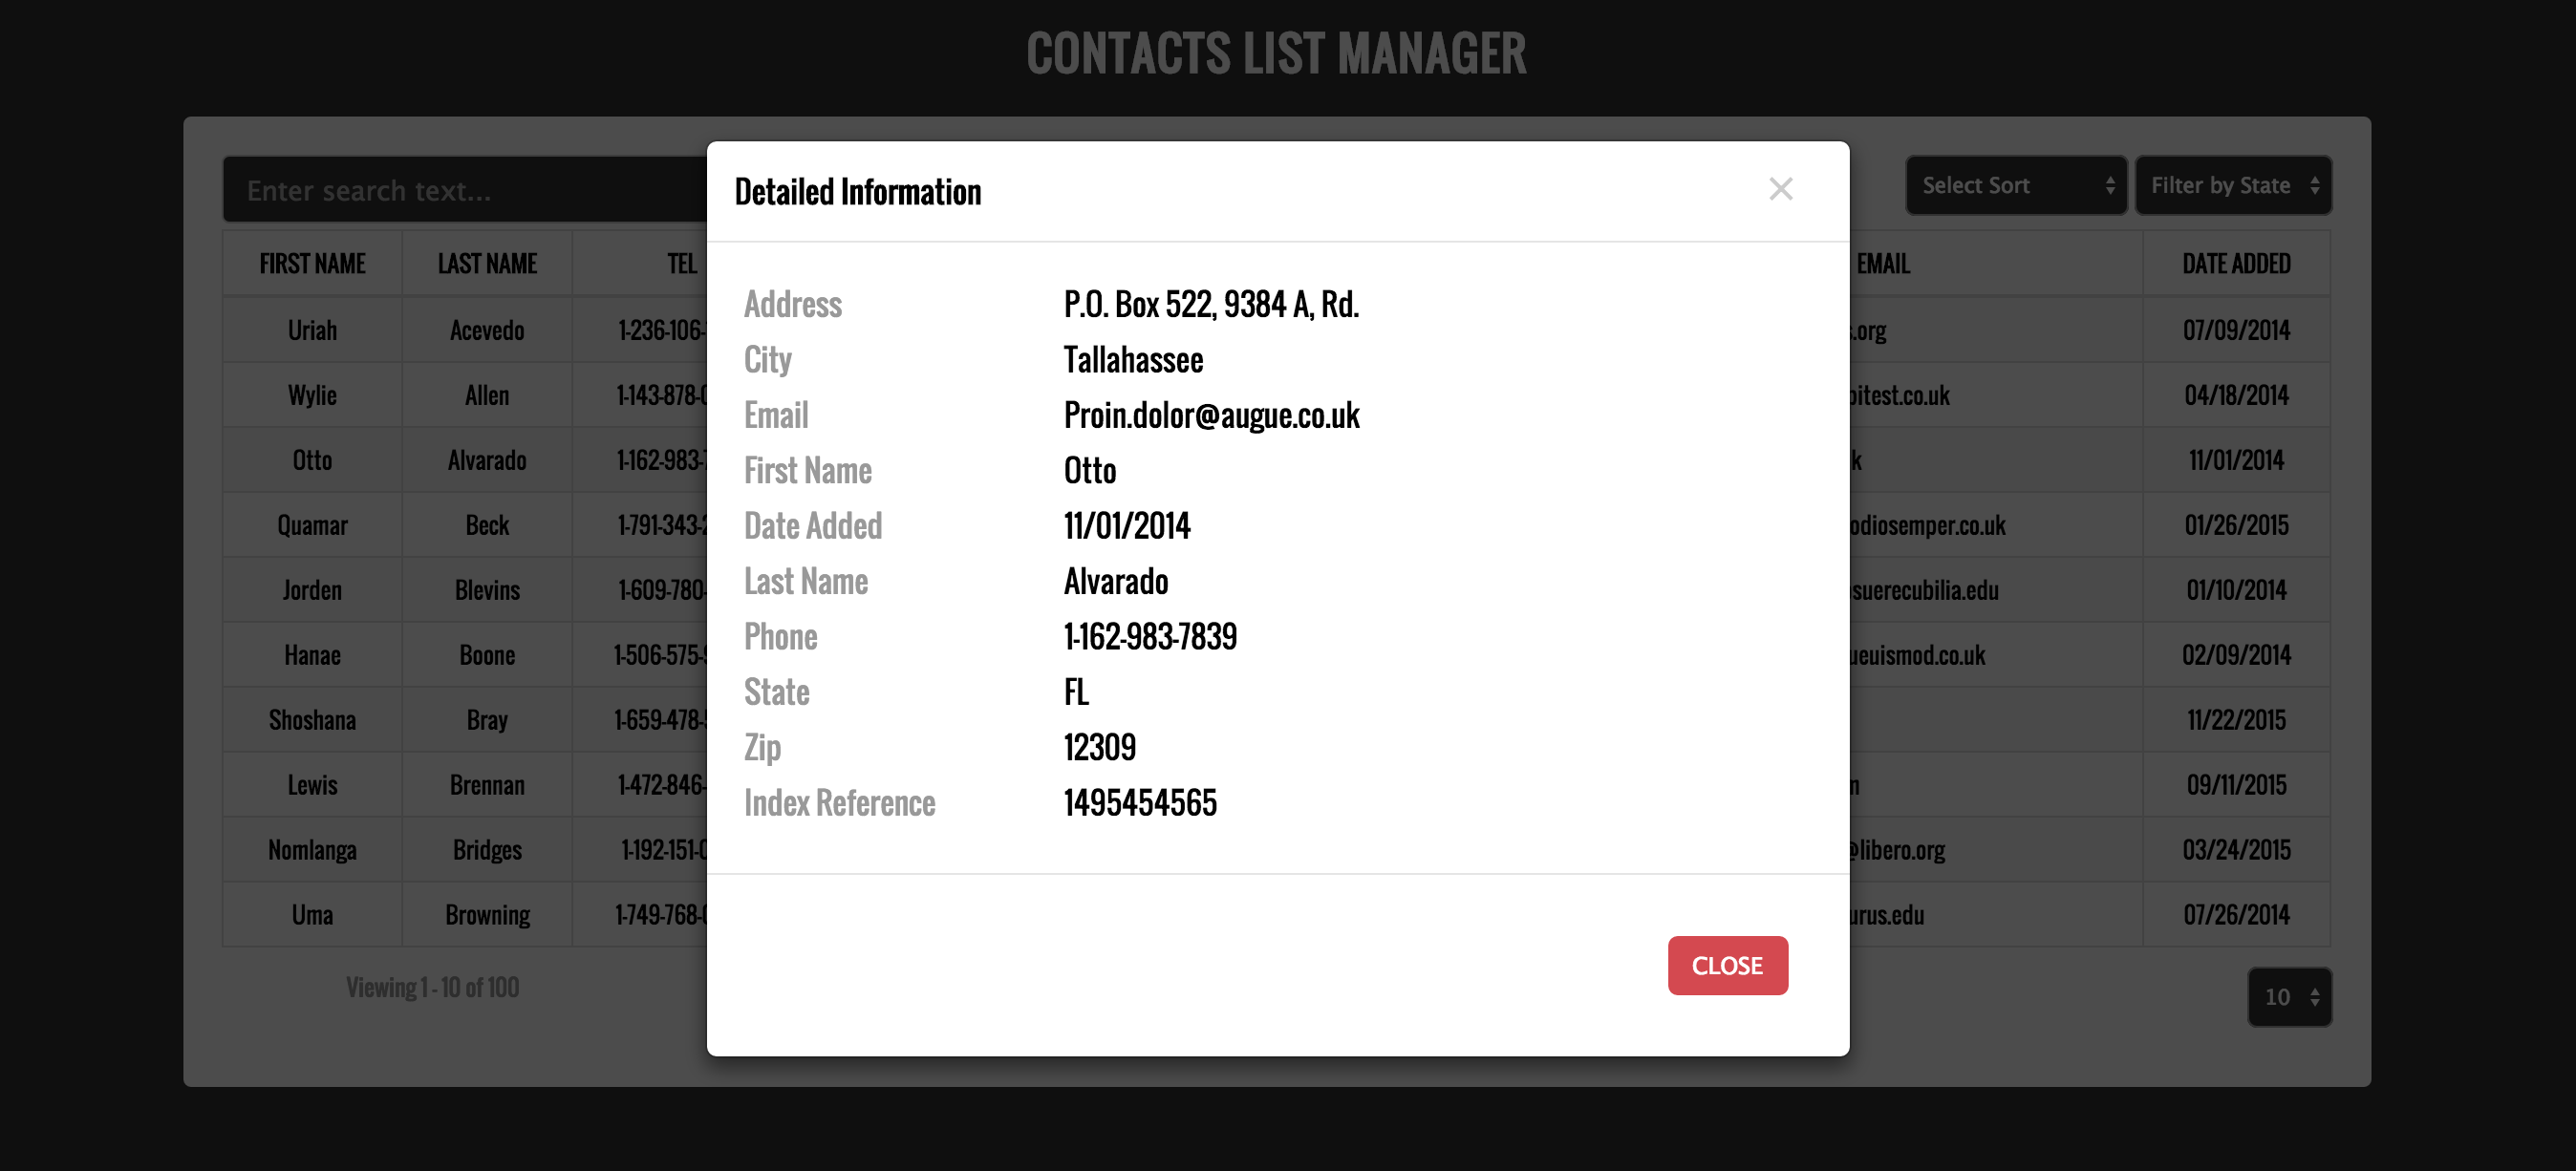 CONTACTS LIST MANAGER
Enter search text...
Select Sort
Filter by State
Detailed Information
×
FIRST NAME LAST NAME TEL EMAIL DATE ADDED
Uriah Acevedo 1-236-106- .org 07/09/2014
Wylie Allen 1-143-878- bitest.co.uk 04/18/2014
Otto Alvarado 1-162-983- k 11/01/2014
Quamar Beck 1-791-343- odiosemper.co.uk 01/26/2015
Jorden Blevins 1-609-780- suerecubilia.edu 01/10/2014
Hanae Boone 1-506-575- ueuismod.co.uk 02/09/2014
Shoshana Bray 1-659-478- 11/22/2015
Lewis Brennan 1-472-846- 09/11/2015
Nomlanga Bridges 1-192-151- @libero.org 03/24/2015
Uma Browning 1-749-768- urus.edu 07/26/2014
Address P.O. Box 522, 9384 A, Rd.
City Tallahassee
Email Proin.dolor@augue.co.uk
First Name Otto
Date Added 11/01/2014
Last Name Alvarado
Phone 1-162-983-7839
State FL
Zip 12309
Index Reference 1495454565
CLOSE
Viewing 1 - 10 of 100
10